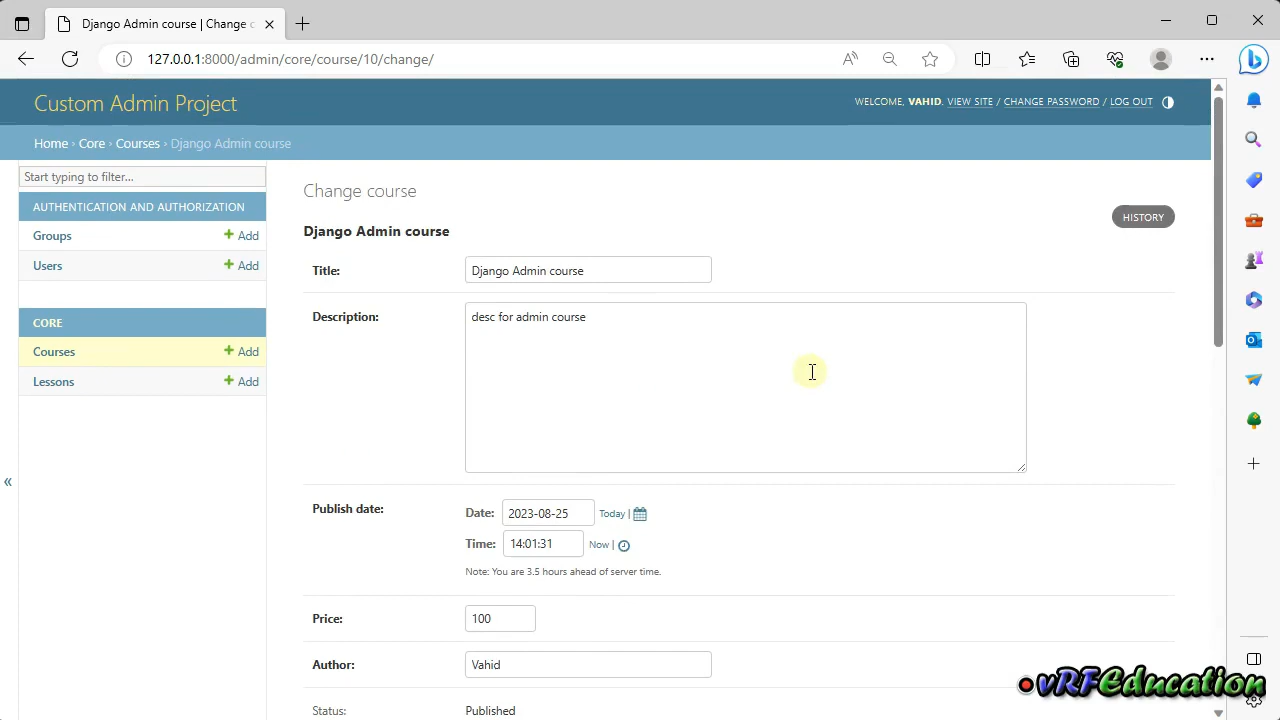 Django Admin course | Change c
127.0.0.1:8000/admin/core/course/10/change/
Custom Admin Project
WELCOME, VAHID. VIEW SITE / CHANGE PASSWORD / LOG OUT
Home › Core › Courses › Django Admin course
Start typing to filter...
AUTHENTICATION AND AUTHORIZATION
Groups + Add
Users + Add
CORE
Courses + Add
Lessons + Add
«
Change course
HISTORY
Django Admin course
Title: Django Admin course
Description: desc for admin course
Publish date: Date: 2023-08-25 Today |
Time: 14:01:31 Now |
Note: You are 3.5 hours ahead of server time.
Price: 100
Author: Vahid
Status: Published
vRFEducation